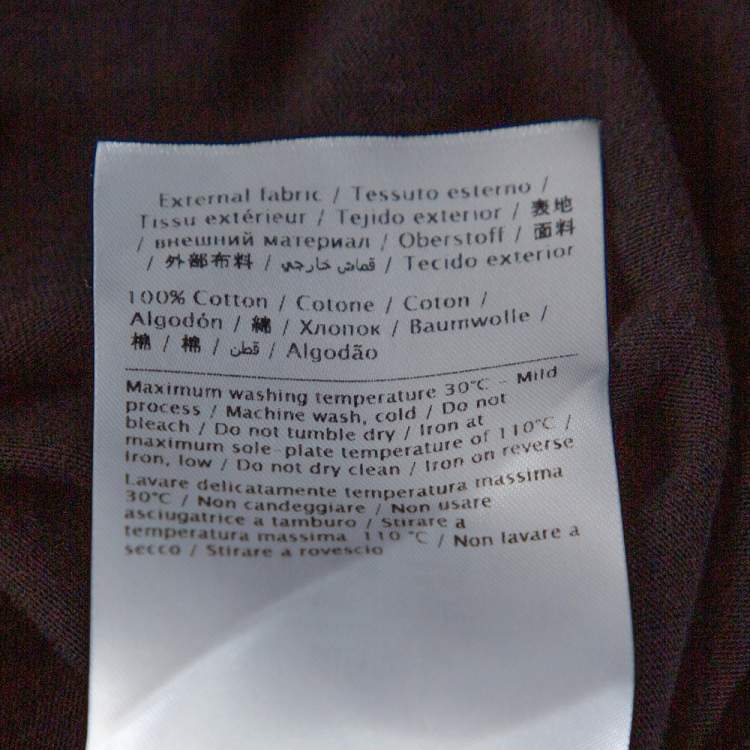 External fabric / Tessuto esterno /
Tissu extérieur / Tejido exterior / 表地
/ внешний материал / Oberstoff / 面料
/ 外部布料 / قماش خارجي / Tecido exterior
100% Cotton / Cotone / Coton /
Algodón / 綿 / Хлопок / Baumwolle /
棉 / 棉 / قطن / Algodão
Maximum washing temperature 30°C - Mild
process / Machine wash, cold / Do not
bleach / Do not tumble dry / Iron at
maximum sole-plate temperature of 110°C /
Iron, low / Do not dry clean / Iron on reverse
Lavare delicatamente temperatura massima
30°C / Non candeggiare / Non usare
asciugatrice a tamburo / Stirare a
temperatura massima 110 °C / Non lavare a
secco / Stirare a rovescio